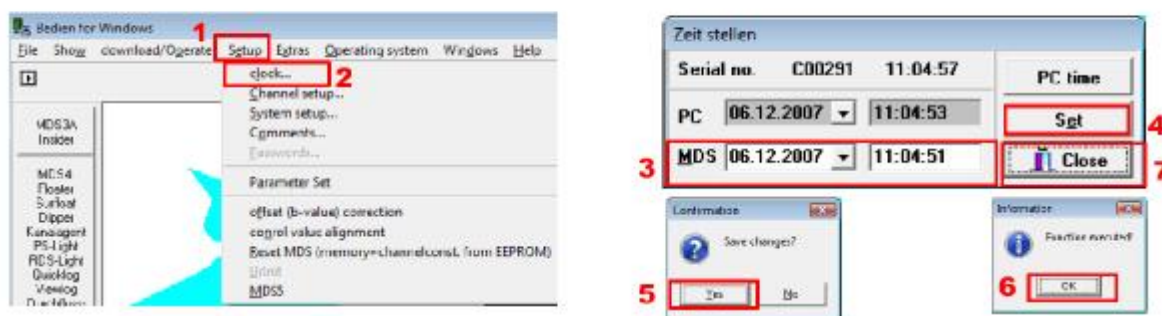 Bedien for Windows
1
File Show download/Operate Setup Extras Operating system Windows Help
clock... 2
Channel setup...
System setup...
Comments...
Passwords...
Parameter Set
offset (b-value) correction
control value alignment
Reset MDS (memory+channelconst. from EEPROM)
MDS5
MDS3A
Insider
MDS4
Floater
Surfloat
Dipper
Kanaagent
PS-Light
RDS-Light
Quicklog
Viewlog
Zeit stellen
Serial no. C00291 11:04:57
PC time
PC 06.12.2007 11:04:53
Set 4
3 MDS 06.12.2007 11:04:51
Close 7
Confirmation
Save changes?
5 Yes No
Information
Function executed!
6 OK